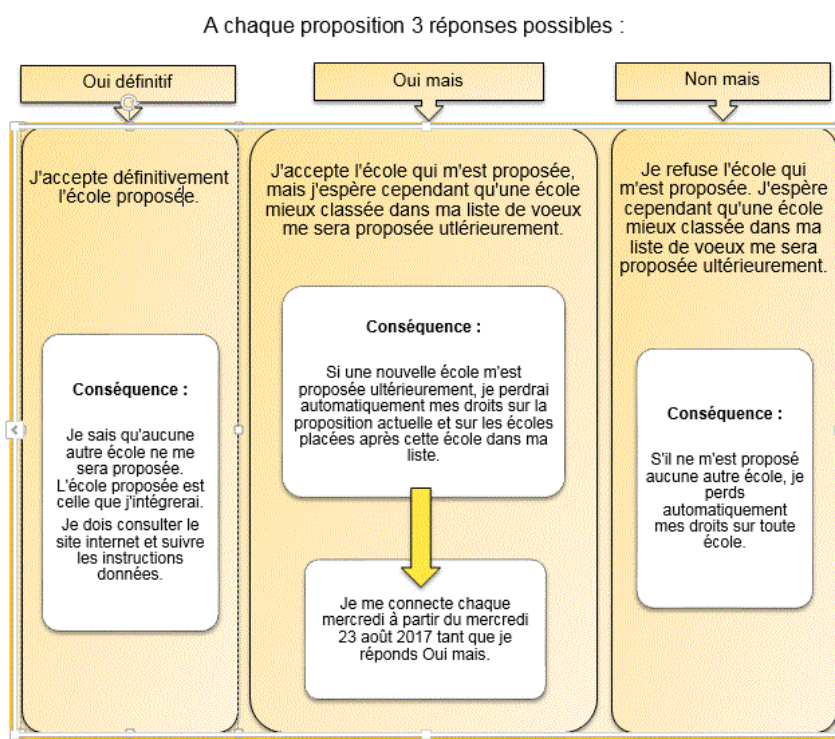 A chaque proposition 3 réponses possibles :
Oui définitif
J'accepte définitivement
l'école proposée.
Conséquence :
Je sais qu'aucune
autre école ne me
sera proposée.
L'école proposée est
celle que j'intégrerai.
Je dois consulter le
site internet et suivre
les instructions
données.
Oui mais
J'accepte l'école qui m'est proposée,
mais j'espère cependant qu'une école
mieux classée dans ma liste de voeux
me sera proposée utlérieurement.
Conséquence :
Si une nouvelle école m'est
proposée ultérieurement, je perdrai
automatiquement mes droits sur la
proposition actuelle et sur les écoles
placées après cette école dans ma
liste.
Je me connecte chaque
mercredi à partir du mercredi
23 août 2017 tant que je
réponds Oui mais.
Non mais
Je refuse l'école qui
m'est proposée. J'espère
cependant qu'une école
mieux classée dans ma
liste de voeux me sera
proposée ultérieurement.
Conséquence :
S'il ne m'est proposé
aucune autre école, je
perds
automatiquement
mes droits sur toute
école.